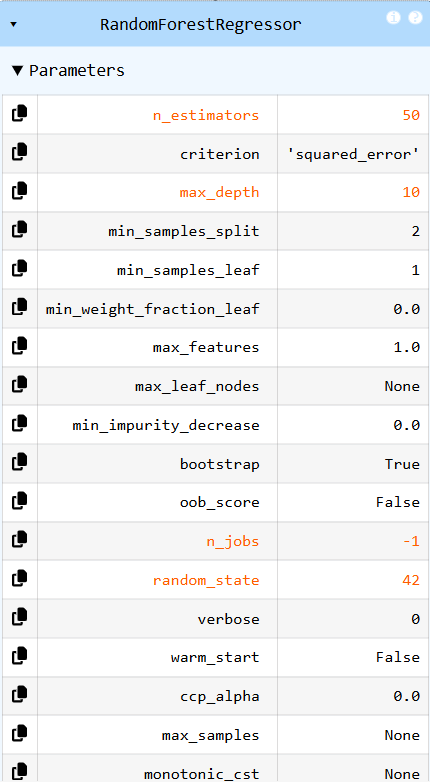 ▾ RandomForestRegressor i ?
▼ Parameters
n_estimators 50
criterion 'squared_error'
max_depth 10
min_samples_split 2
min_samples_leaf 1
min_weight_fraction_leaf 0.0
max_features 1.0
max_leaf_nodes None
min_impurity_decrease 0.0
bootstrap True
oob_score False
n_jobs -1
random_state 42
verbose 0
warm_start False
ccp_alpha 0.0
max_samples None
monotonic_cst None